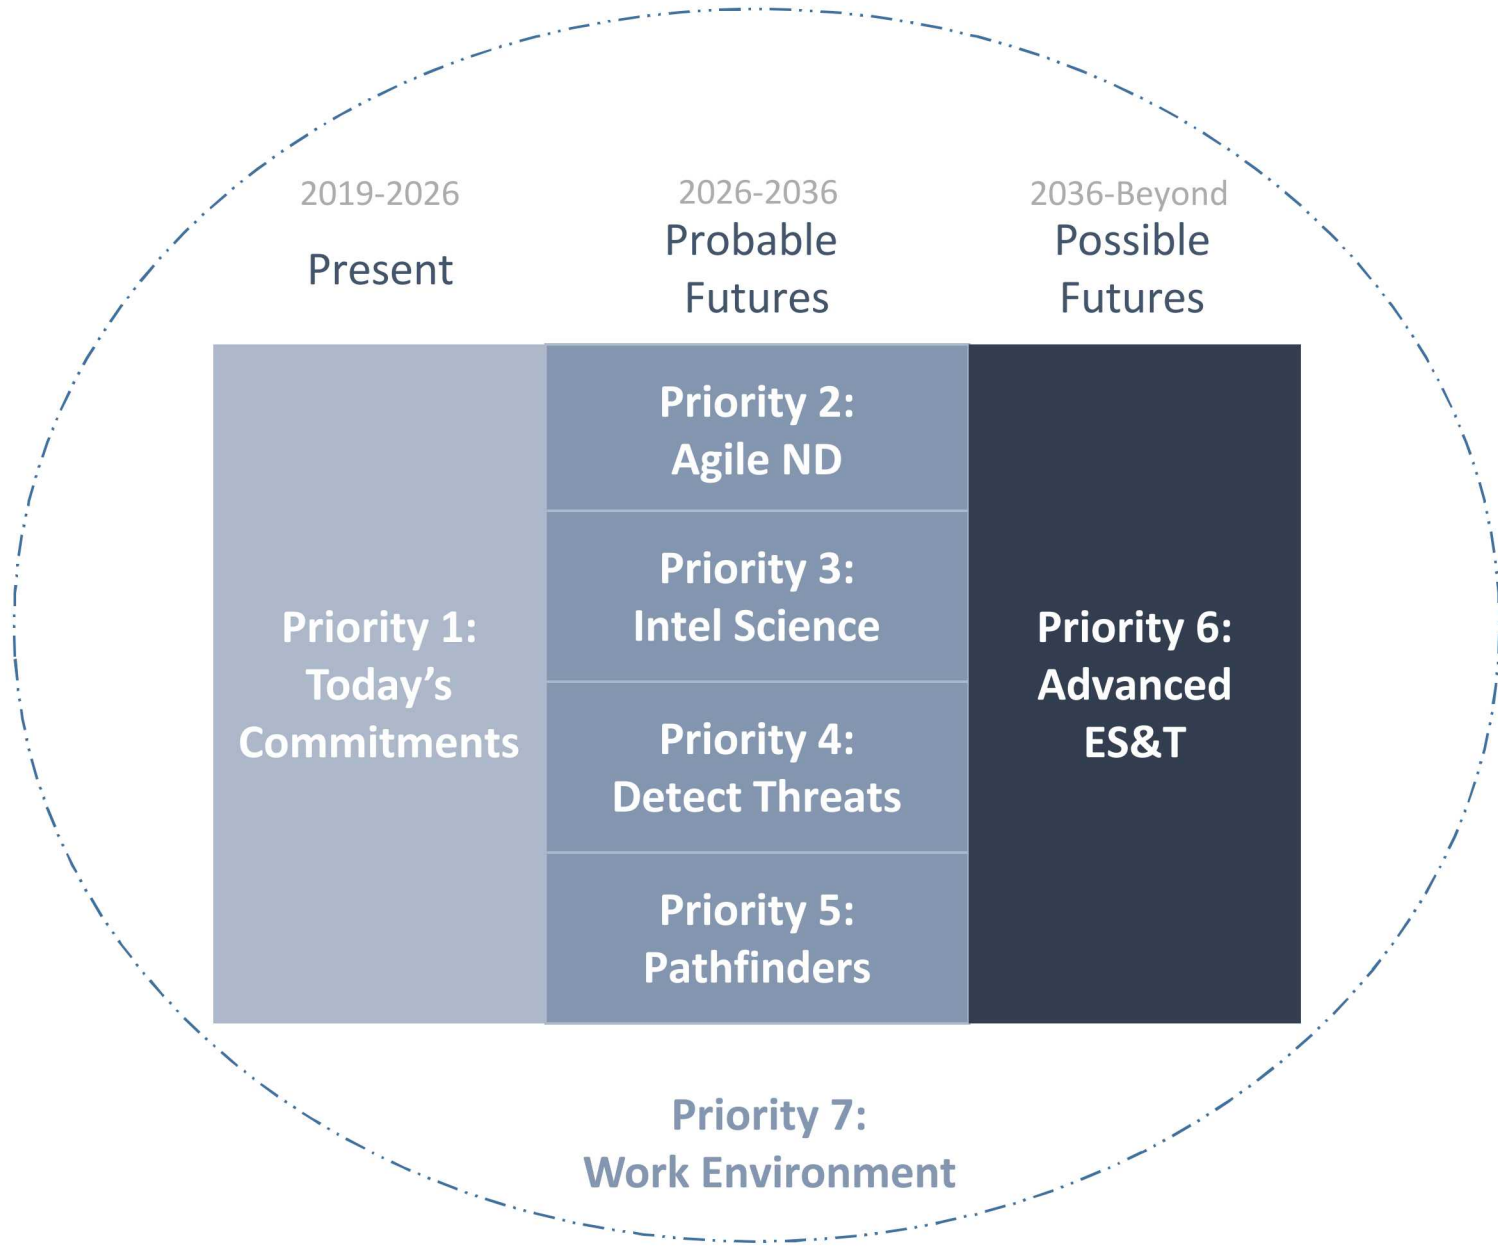 2019-2026
Present
2026-2036
Probable
Futures
2036-Beyond
Possible
Futures
Priority 1:
Today’s
Commitments
Priority 2:
Agile ND
Priority 3:
Intel Science
Priority 4:
Detect Threats
Priority 5:
Pathfinders
Priority 6:
Advanced
ES&T
Priority 7:
Work Environment